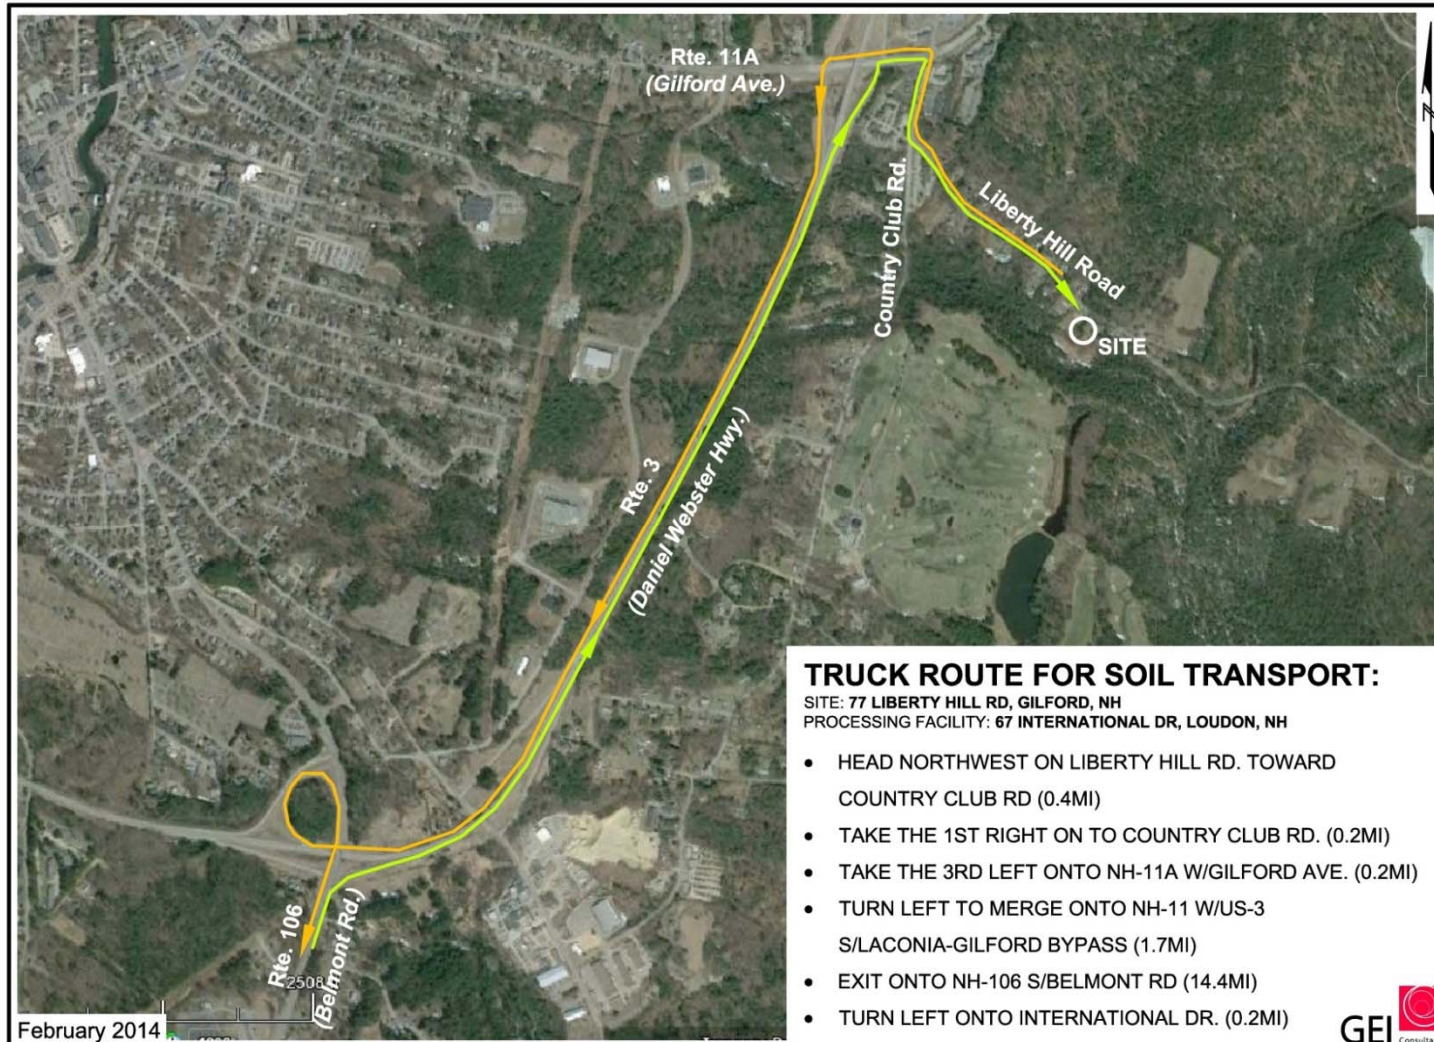 Rte. 11A
(Gilford Ave.)
N
Country Club Rd.
Liberty Hill Road
SITE
Rte. 3
(Daniel Webster Hwy.)
TRUCK ROUTE FOR SOIL TRANSPORT:
SITE: 77 LIBERTY HILL RD, GILFORD, NH
PROCESSING FACILITY: 67 INTERNATIONAL DR, LOUDON, NH
• HEAD NORTHWEST ON LIBERTY HILL RD. TOWARD
COUNTRY CLUB RD (0.4MI)
• TAKE THE 1ST RIGHT ON TO COUNTRY CLUB RD. (0.2MI)
• TAKE THE 3RD LEFT ONTO NH-11A W/GILFORD AVE. (0.2MI)
• TURN LEFT TO MERGE ONTO NH-11 W/US-3
S/LACONIA-GILFORD BYPASS (1.7MI)
• EXIT ONTO NH-106 S/BELMONT RD (14.4MI)
• TURN LEFT ONTO INTERNATIONAL DR. (0.2MI)
Rte. 106
(Belmont Rd.)
2508
February 2014
GEI
Consulta